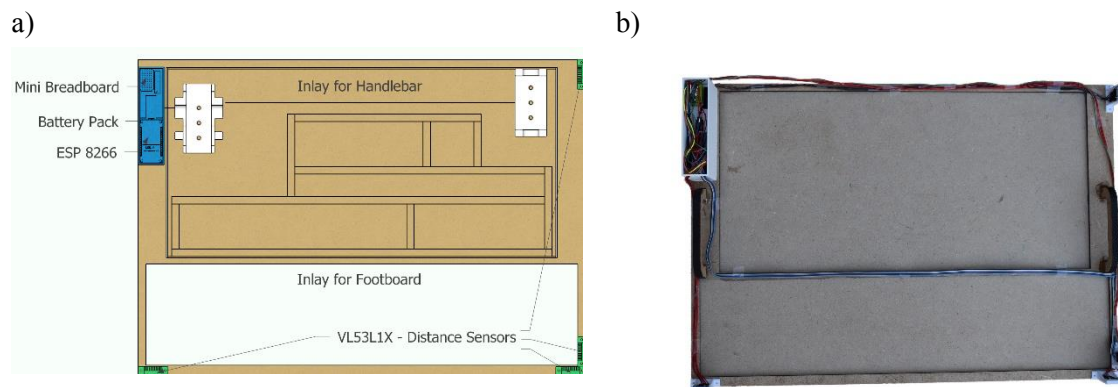 a)
b)
Mini Breadboard
Inlay for Handlebar
Battery Pack
ESP 8266
Inlay for Footboard
VL53L1X - Distance Sensors